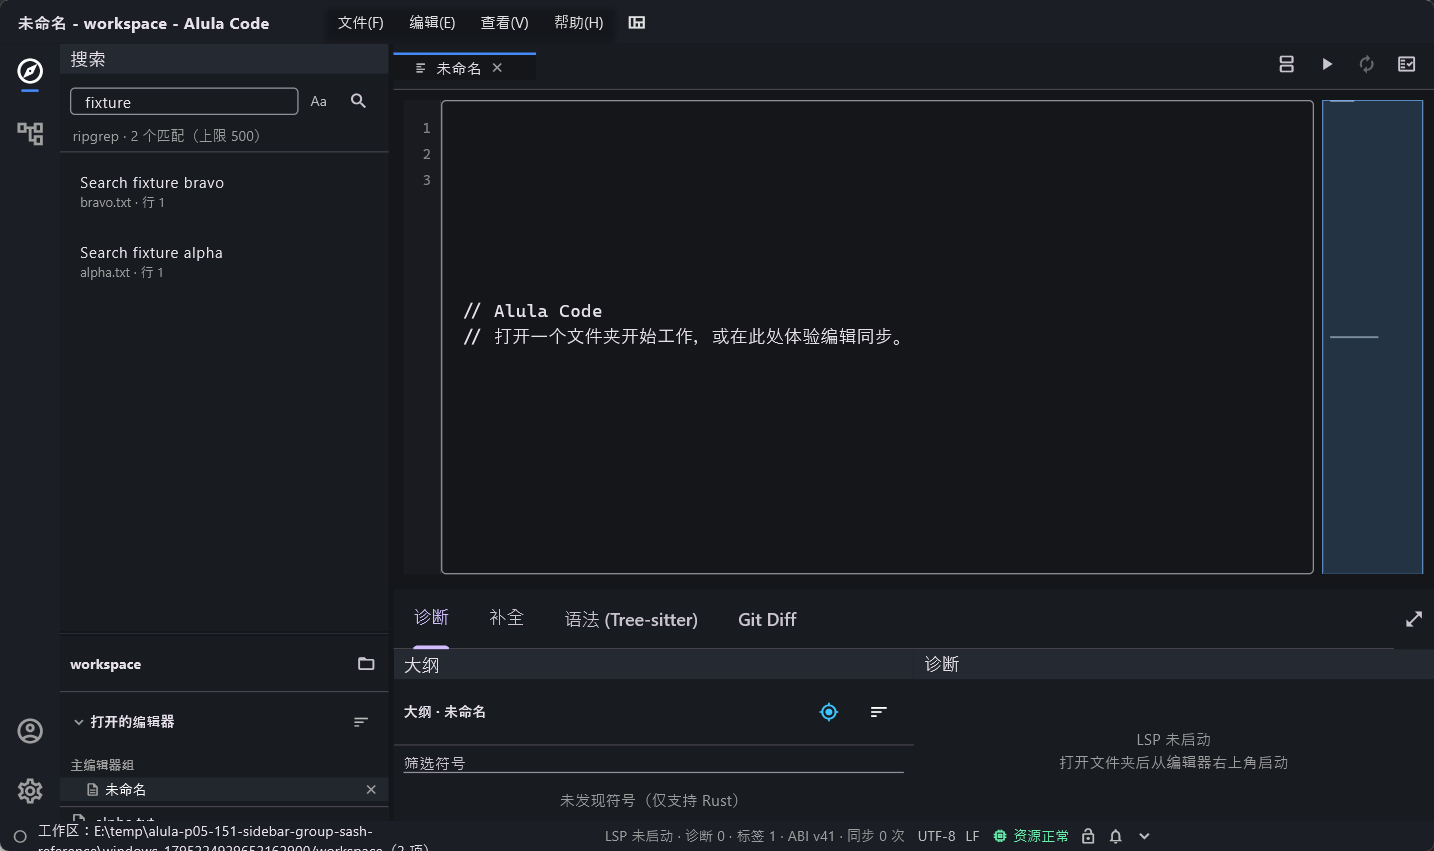 未命名 - workspace - Alula Code
文件(F) 编辑(E) 查看(V) 帮助(H)
搜索
fixture
Aa
ripgrep · 2 个匹配（上限 500）
Search fixture bravo
bravo.txt · 行 1
Search fixture alpha
alpha.txt · 行 1
workspace
打开的编辑器
主编辑器组
未命名
alpha.txt
未命名
1
2
3
// Alula Code
// 打开一个文件夹开始工作，或在此处体验编辑同步。
诊断 补全 语法 (Tree-sitter) Git Diff
大纲
大纲 · 未命名
筛选符号
未发现符号（仅支持 Rust）
诊断
LSP 未启动
打开文件夹后从编辑器右上角启动
工作区：E:\temp\alula-p05-151-sidebar-group-sash-
reference\windows-1795224929652162900/workspace（2 项）
LSP 未启动 · 诊断 0 · 标签 1 · ABI v41 · 同步 0 次 UTF-8 LF 资源正常